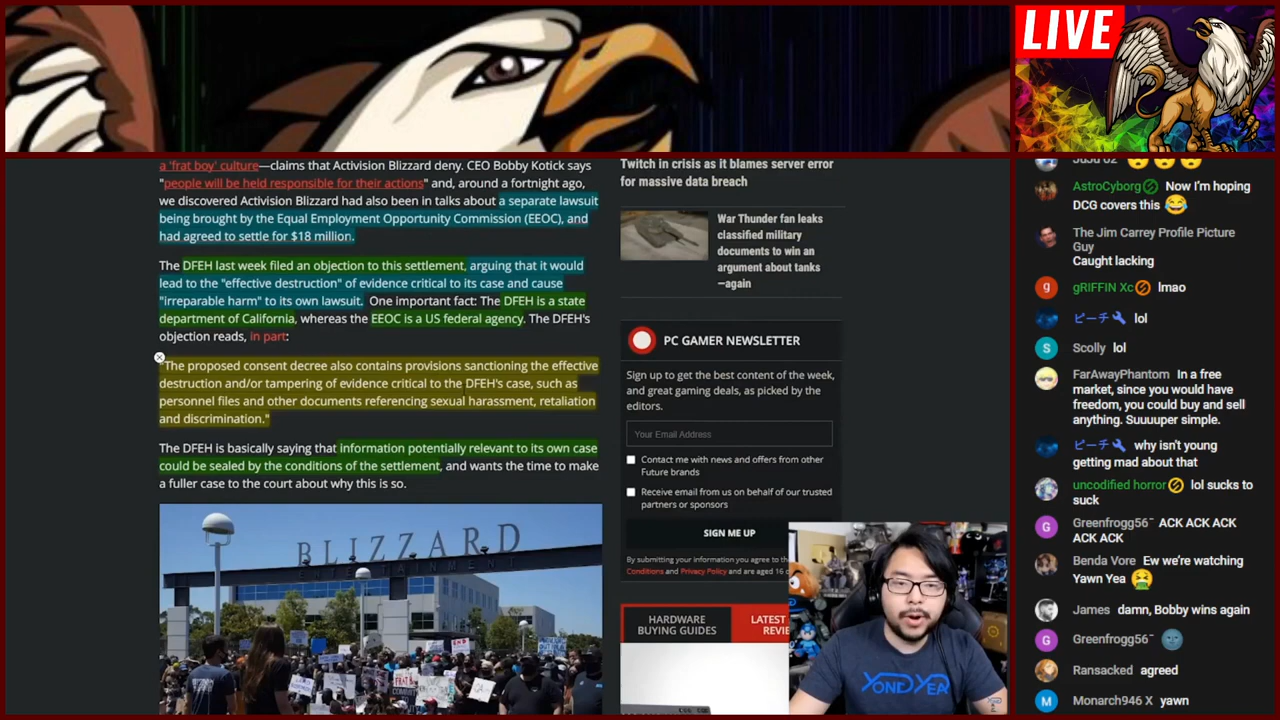 LIVE
a 'frat boy' culture—claims that Activision Blizzard deny. CEO Bobby Kotick says
"people will be held responsible for their actions" and, around a fortnight ago,
we discovered Activision Blizzard had also been in talks about a separate lawsuit
being brought by the Equal Employment Opportunity Commission (EEOC), and
had agreed to settle for $18 million.
The DFEH last week filed an objection to this settlement, arguing that it would
lead to the "effective destruction" of evidence critical to its case and cause
"irreparable harm" to its own lawsuit. One important fact: The DFEH is a state
department of California, whereas the EEOC is a US federal agency. The DFEH's
objection reads, in part:
"The proposed consent decree also contains provisions sanctioning the effective
destruction and/or tampering of evidence critical to the DFEH's case, such as
personnel files and other documents referencing sexual harassment, retaliation
and discrimination."
The DFEH is basically saying that information potentially relevant to its own case
could be sealed by the conditions of the settlement, and wants the time to make
a fuller case to the court about why this is so.
BLIZZARD
ENTERTAINMENT
Twitch in crisis as it blames server error
for massive data breach
War Thunder fan leaks
classified military
documents to win an
argument about tanks
—again
PC GAMER NEWSLETTER
Sign up to get the best content of the week,
and great gaming deals, as picked by the
editors.
Your Email Address
Contact me with news and offers from other
Future brands
Receive email from us on behalf of our trusted
partners or sponsors
SIGN ME UP
By submitting your information you agree to the
Conditions and Privacy Policy and are aged 16 o
HARDWARE
BUYING GUIDES
LATEST
REVIE
YONGYEA
JuJu 02
AstroCyborg Now I'm hoping
DCG covers this
The Jim Carrey Profile Picture
Guy
Caught lacking
gRIFFIN Xc lmao
ピーチ lol
Scolly lol
FarAwayPhantom In a free
market, since you would have
freedom, you could buy and sell
anything. Suuuper simple.
ピーチ why isn't young
getting mad about that
uncodified horror lol sucks to
suck
Greenfrogg56~ ACK ACK ACK
ACK ACK
Benda Vore Ew we're watching
Yawn Yea
James damn, Bobby wins again
Greenfrogg56~
Ransacked agreed
Monarch946 X yawn